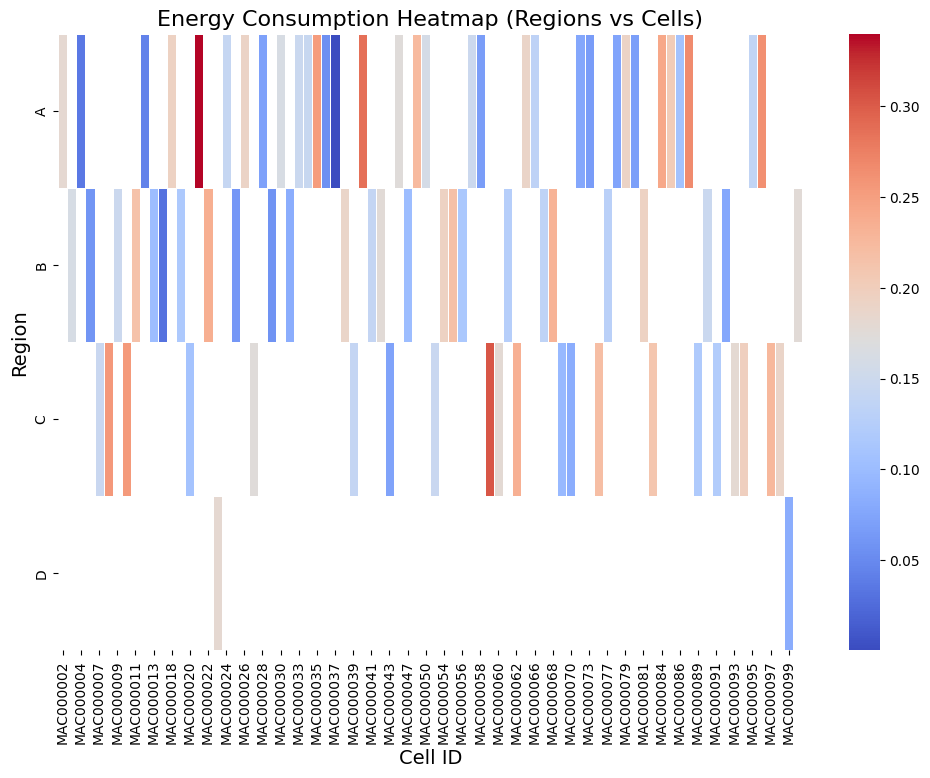 Energy Consumption Heatmap (Regions vs Cells)
Region
A
B
C
D
0.30
0.25
0.20
0.15
0.10
0.05
MAC000002
MAC000004
MAC000007
MAC000009
MAC000011
MAC000013
MAC000018
MAC000020
MAC000022
MAC000024
MAC000026
MAC000028
MAC000030
MAC000033
MAC000035
MAC000037
MAC000039
MAC000041
MAC000043
MAC000047
MAC000050
MAC000054
MAC000056
MAC000058
MAC000060
MAC000062
MAC000066
MAC000068
MAC000070
MAC000073
MAC000077
MAC000079
MAC000081
MAC000084
MAC000086
MAC000089
MAC000091
MAC000093
MAC000095
MAC000097
MAC000099
Cell ID